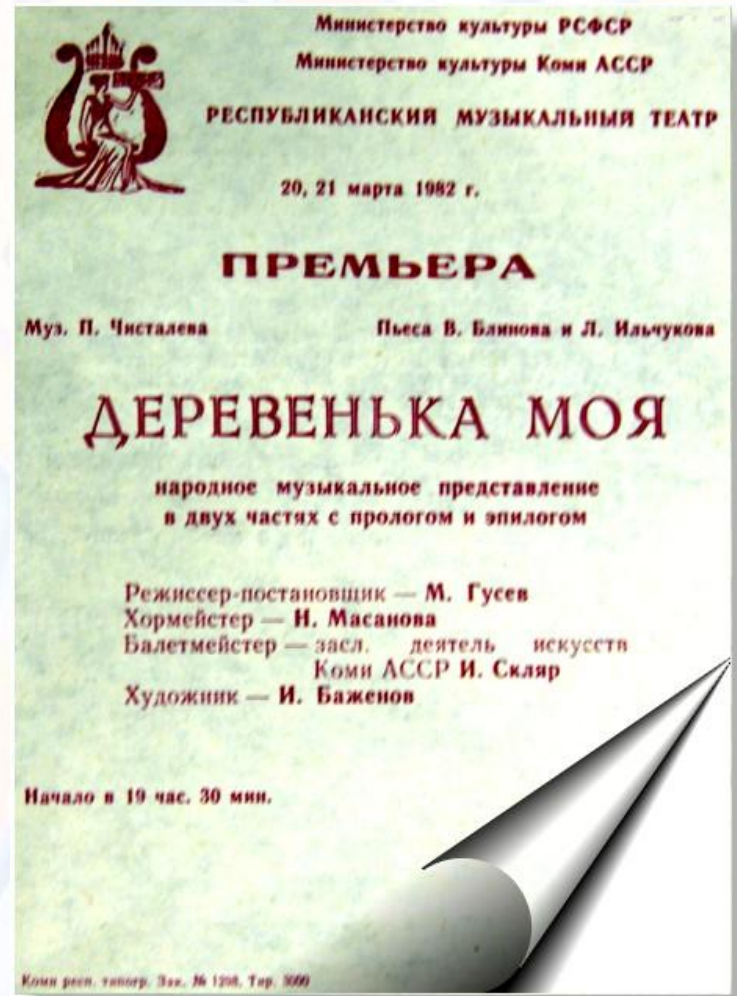 Министерство культуры РСФСР
Министерство культуры Коми АССР
РЕСПУБЛИКАНСКИЙ МУЗЫКАЛЬНЫЙ ТЕАТР
20, 21 марта 1982 г.
ПРЕМЬЕРА
Муз. П. Чисталева Пьеса В. Блинова и Л. Ильчукова
ДЕРЕВЕНЬКА МОЯ
народное музыкальное представление
в двух частях с прологом и эпилогом
Режиссер-постановщик — М. Гусев
Хормейстер — Н. Масанова
Балетмейстер — засл. деятель искусств
Коми АССР И. Скляр
Художник — И. Баженов
Начало в 19 час. 30 мин.
Коми респ. типогр. Зак. № 1298. Тир. 3000